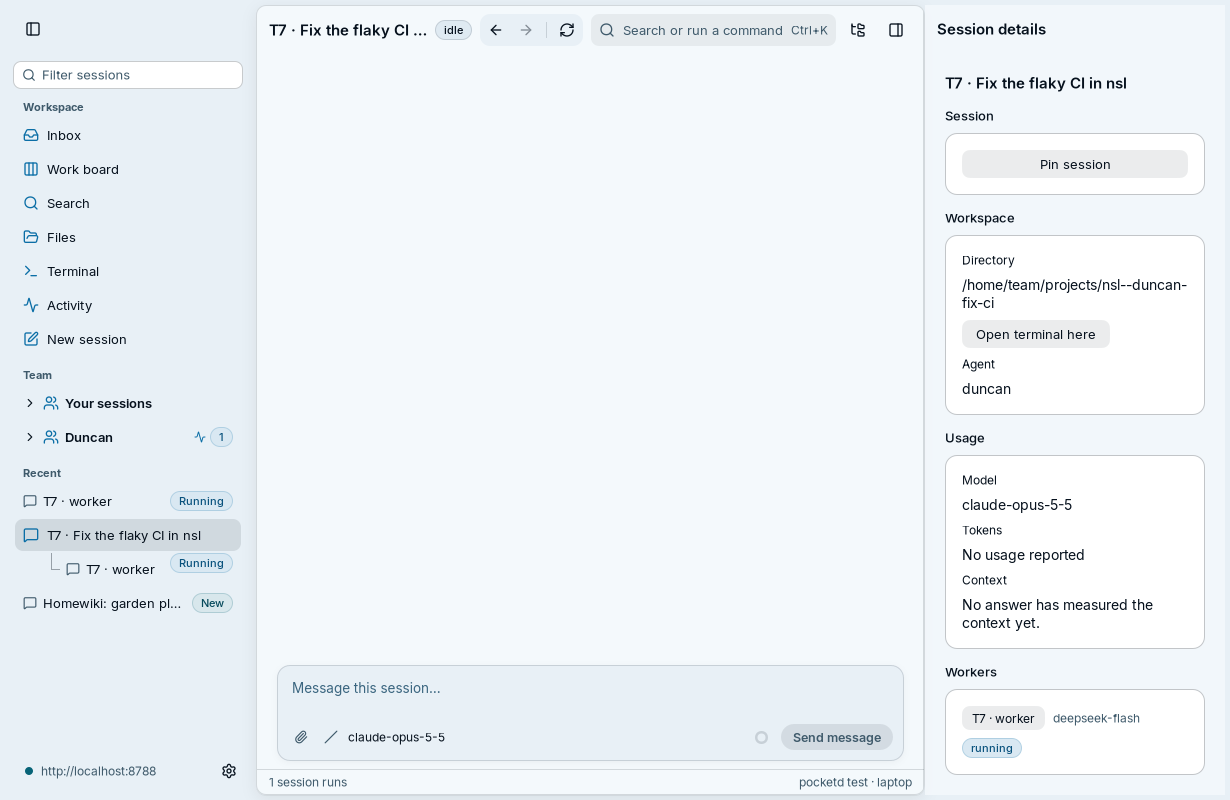 Filter sessions
Workspace
Inbox
Work board
Search
Files
Terminal
Activity
New session
Team
Your sessions
Duncan
1
Recent
T7 · worker
Running
T7 · Fix the flaky CI in nsl
T7 · worker
Running
Homewiki: garden pl...
New
http://localhost:8788
T7 · Fix the flaky CI ...
idle
Search or run a command
Ctrl+K
Message this session...
claude-opus-5-5
Send message
1 session runs
pocketd test · laptop
Session details
T7 · Fix the flaky CI in nsl
Session
Pin session
Workspace
Directory
/home/team/projects/nsl--duncan-
fix-ci
Open terminal here
Agent
duncan
Usage
Model
claude-opus-5-5
Tokens
No usage reported
Context
No answer has measured the
context yet.
Workers
T7 · worker
deepseek-flash
running